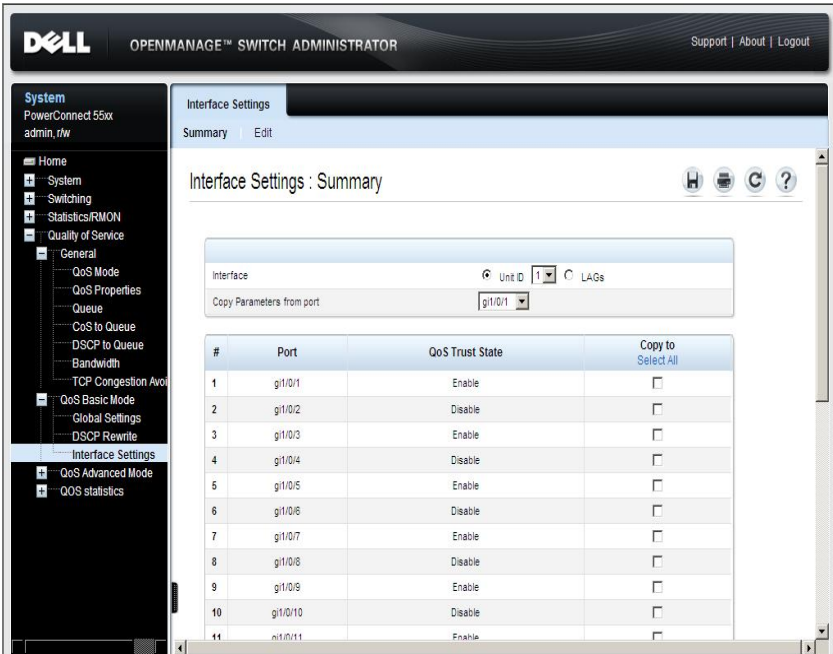 DELL OPENMANAGE™ SWITCH ADMINISTRATOR Support | About | Logout
System
PowerConnect 55xx
admin, r/w
Home
System
Switching
Statistics/RMON
Quality of Service
General
QoS Mode
QoS Properties
Queue
CoS to Queue
DSCP to Queue
Bandwidth
TCP Congestion Avoi
QoS Basic Mode
Global Settings
DSCP Rewrite
Interface Settings
QoS Advanced Mode
QOS statistics
Interface Settings
Summary Edit
Interface Settings : Summary
Interface Unit ID 1 LAGs
Copy Parameters from port gi1/0/1
# Port QoS Trust State Copy to
Select All
1 gi1/0/1 Enable
2 gi1/0/2 Disable
3 gi1/0/3 Enable
4 gi1/0/4 Disable
5 gi1/0/5 Enable
6 gi1/0/6 Disable
7 gi1/0/7 Enable
8 gi1/0/8 Disable
9 gi1/0/9 Enable
10 gi1/0/10 Disable
11 gi1/0/11 Enable